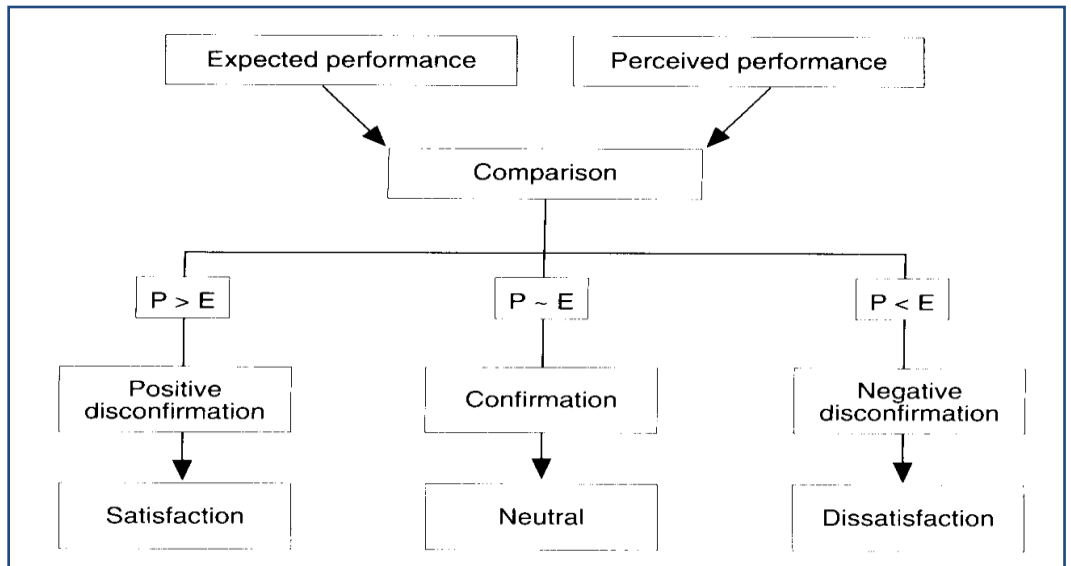 Expected performance
Perceived performance
Comparison
P > E
P ~ E
P < E
Positive
disconfirmation
Confirmation
Negative
disconfirmation
Satisfaction
Neutral
Dissatisfaction